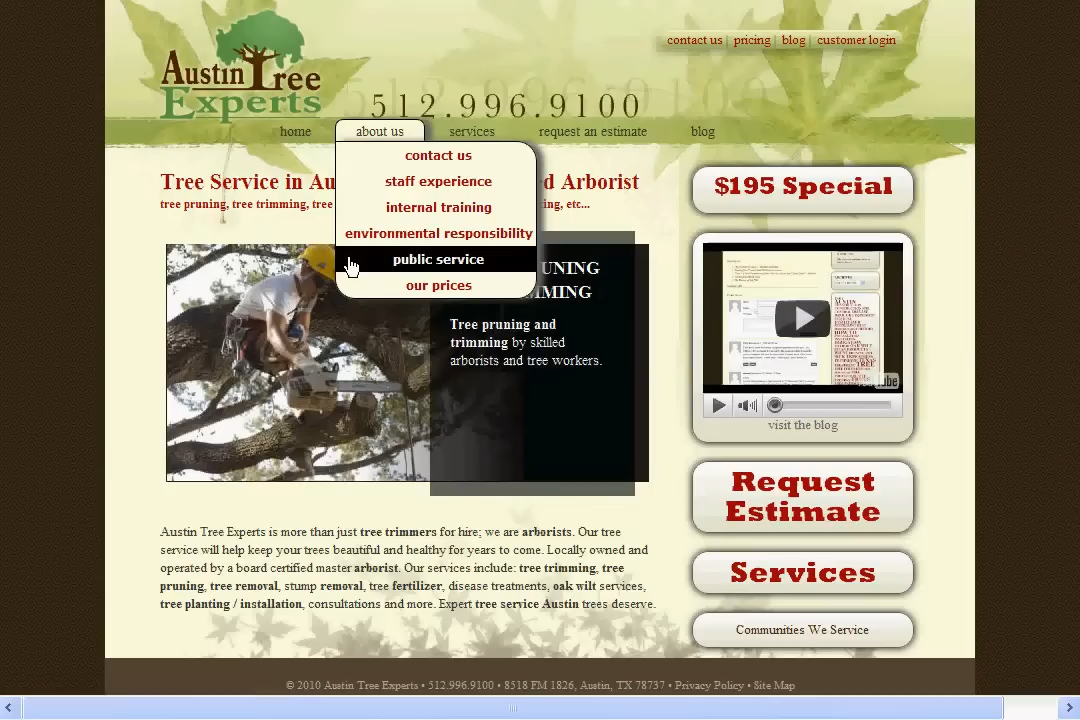 contact us | pricing | blog | customer login
Austin Tree
Experts
512.996.9100
home about us services request an estimate blog
contact us
staff experience
internal training
environmental responsibility
public service
our prices
Tree Service in Au d Arborist
tree pruning, tree trimming, tree ing, etc...
UNING
MMING
Tree pruning and
trimming by skilled
arborists and tree workers.
$195 Special
visit the blog
Request
Estimate
Services
Communities We Service
Austin Tree Experts is more than just tree trimmers for hire; we are arborists. Our tree
service will help keep your trees beautiful and healthy for years to come. Locally owned and
operated by a board certified master arborist. Our services include: tree trimming, tree
pruning, tree removal, stump removal, tree fertilizer, disease treatments, oak wilt services,
tree planting / installation, consultations and more. Expert tree service Austin trees deserve.
© 2010 Austin Tree Experts • 512.996.9100 • 8518 FM 1826, Austin, TX 78737 • Privacy Policy • Site Map